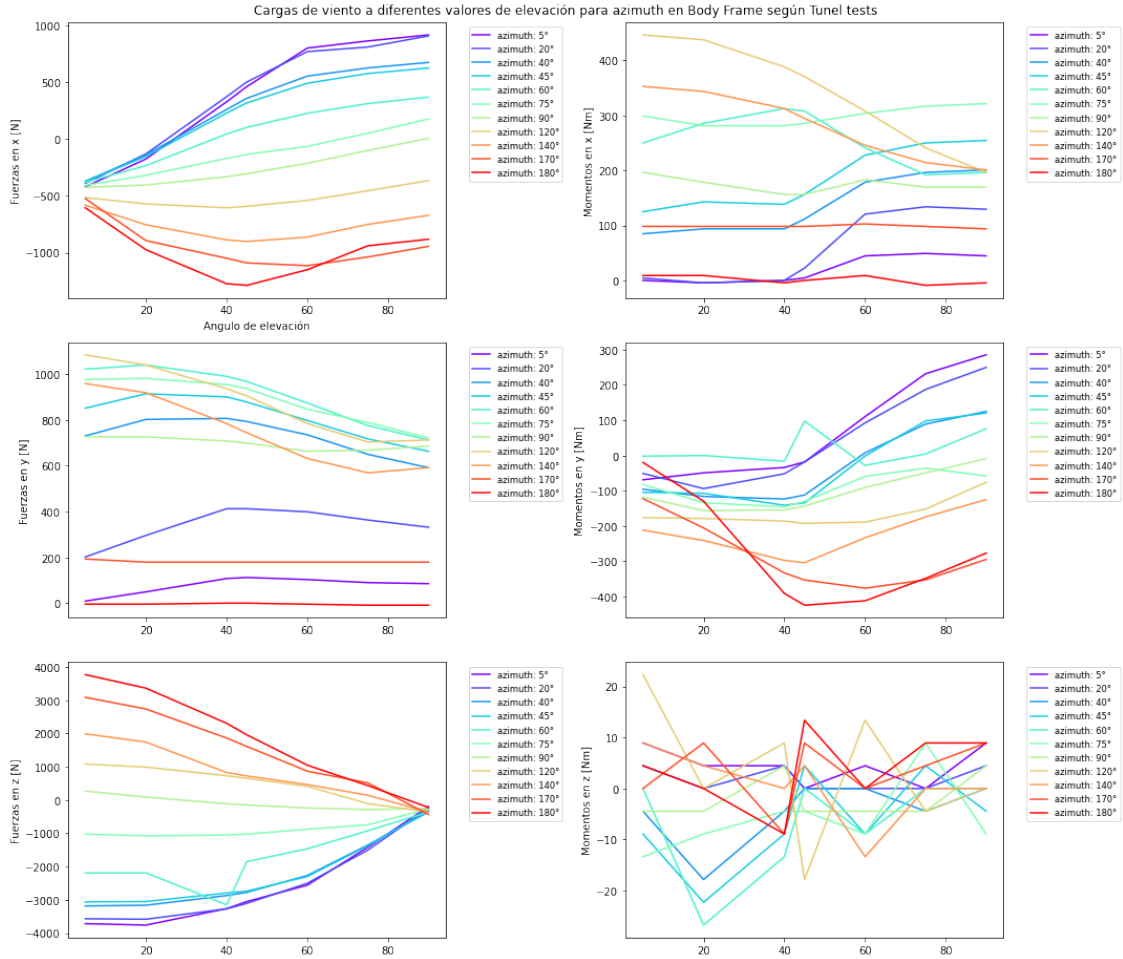 Cargas de viento a diferentes valores de elevación para azimuth en Body Frame según Tunel tests
1000
500
0
−500
−1000
Fuerzas en x [N]
20
40
60
80
Angulo de elevación
azimuth: 5°
azimuth: 20°
azimuth: 40°
azimuth: 45°
azimuth: 60°
azimuth: 75°
azimuth: 90°
azimuth: 120°
azimuth: 140°
azimuth: 170°
azimuth: 180°
400
300
200
100
0
Momentos en x [Nm]
20
40
60
80
azimuth: 5°
azimuth: 20°
azimuth: 40°
azimuth: 45°
azimuth: 60°
azimuth: 75°
azimuth: 90°
azimuth: 120°
azimuth: 140°
azimuth: 170°
azimuth: 180°
1000
800
600
400
200
0
Fuerzas en y [N]
20
40
60
80
azimuth: 5°
azimuth: 20°
azimuth: 40°
azimuth: 45°
azimuth: 60°
azimuth: 75°
azimuth: 90°
azimuth: 120°
azimuth: 140°
azimuth: 170°
azimuth: 180°
300
200
100
0
−100
−200
−300
−400
Momentos en y [Nm]
20
40
60
80
azimuth: 5°
azimuth: 20°
azimuth: 40°
azimuth: 45°
azimuth: 60°
azimuth: 75°
azimuth: 90°
azimuth: 120°
azimuth: 140°
azimuth: 170°
azimuth: 180°
4000
3000
2000
1000
0
−1000
−2000
−3000
−4000
Fuerzas en z [N]
20
40
60
80
azimuth: 5°
azimuth: 20°
azimuth: 40°
azimuth: 45°
azimuth: 60°
azimuth: 75°
azimuth: 90°
azimuth: 120°
azimuth: 140°
azimuth: 170°
azimuth: 180°
20
10
0
−10
−20
Momentos en z [Nm]
20
40
60
80
azimuth: 5°
azimuth: 20°
azimuth: 40°
azimuth: 45°
azimuth: 60°
azimuth: 75°
azimuth: 90°
azimuth: 120°
azimuth: 140°
azimuth: 170°
azimuth: 180°